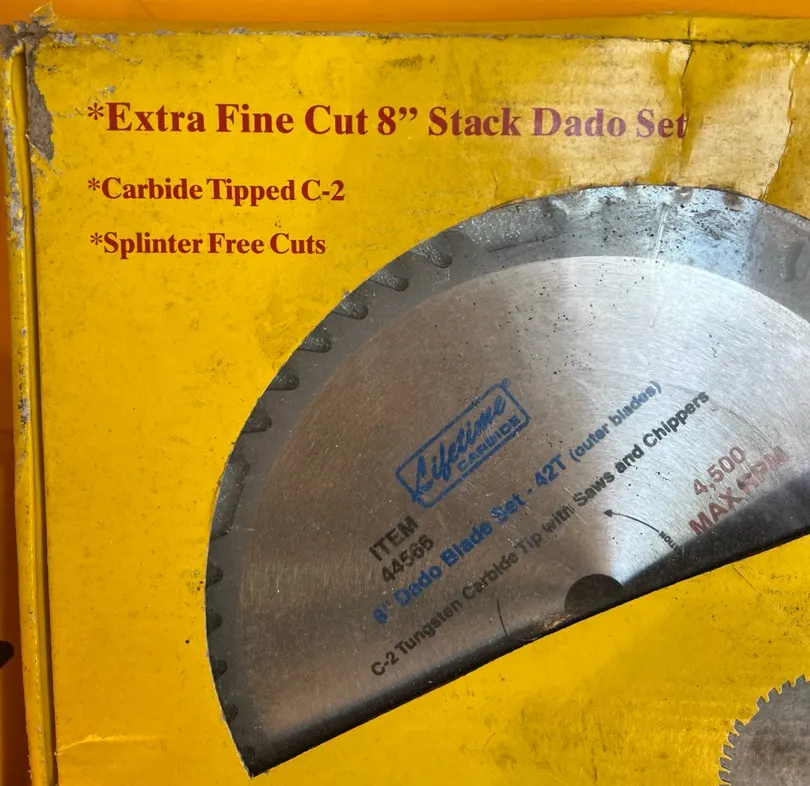 *Extra Fine Cut 8” Stack Dado Set
*Carbide Tipped C-2
*Splinter Free Cuts
Lifetime
CARBIDE
ITEM
44566
8" Dado Blade Set - 42T (outer blades)
C-2 Tungsten Carbide Tip with Saws and Chippers
4,500
MAX RPM